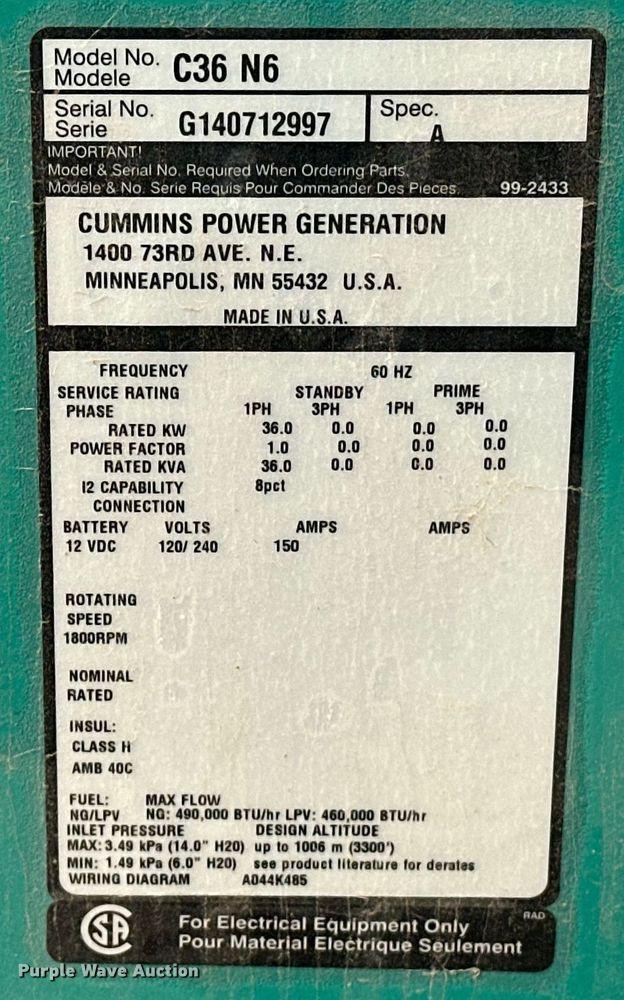 Model No. C36 N6
Modele
Serial No. G140712997 Spec.
Serie A
IMPORTANT!
Model & Serial No. Required When Ordering Parts.
Modèle & No. Serie Requis Pour Commander Des Pieces. 99-2433
CUMMINS POWER GENERATION
1400 73RD AVE. N.E.
MINNEAPOLIS, MN 55432 U.S.A.
MADE IN U.S.A.
FREQUENCY 60 HZ
SERVICE RATING STANDBY PRIME
PHASE 1PH 3PH 1PH 3PH
RATED KW 36.0 0.0 0.0 0.0
POWER FACTOR 1.0 0.0 0.0 0.0
RATED KVA 36.0 0.0 0.0 0.0
I2 CAPABILITY 8pct
CONNECTION
BATTERY VOLTS AMPS AMPS
12 VDC 120/ 240 150
ROTATING
SPEED
1800RPM
NOMINAL
RATED
INSUL:
CLASS H
AMB 40C
FUEL: MAX FLOW
NG/LPV NG: 490,000 BTU/hr LPV: 460,000 BTU/hr
INLET PRESSURE DESIGN ALTITUDE
MAX: 3.49 kPa (14.0" H20) up to 1006 m (3300')
MIN: 1.49 kPa (6.0" H20) see product literature for derates
WIRING DIAGRAM A044K485
SA For Electrical Equipment Only RAD
Pour Material Electrique Seulement
Purple Wave Auction